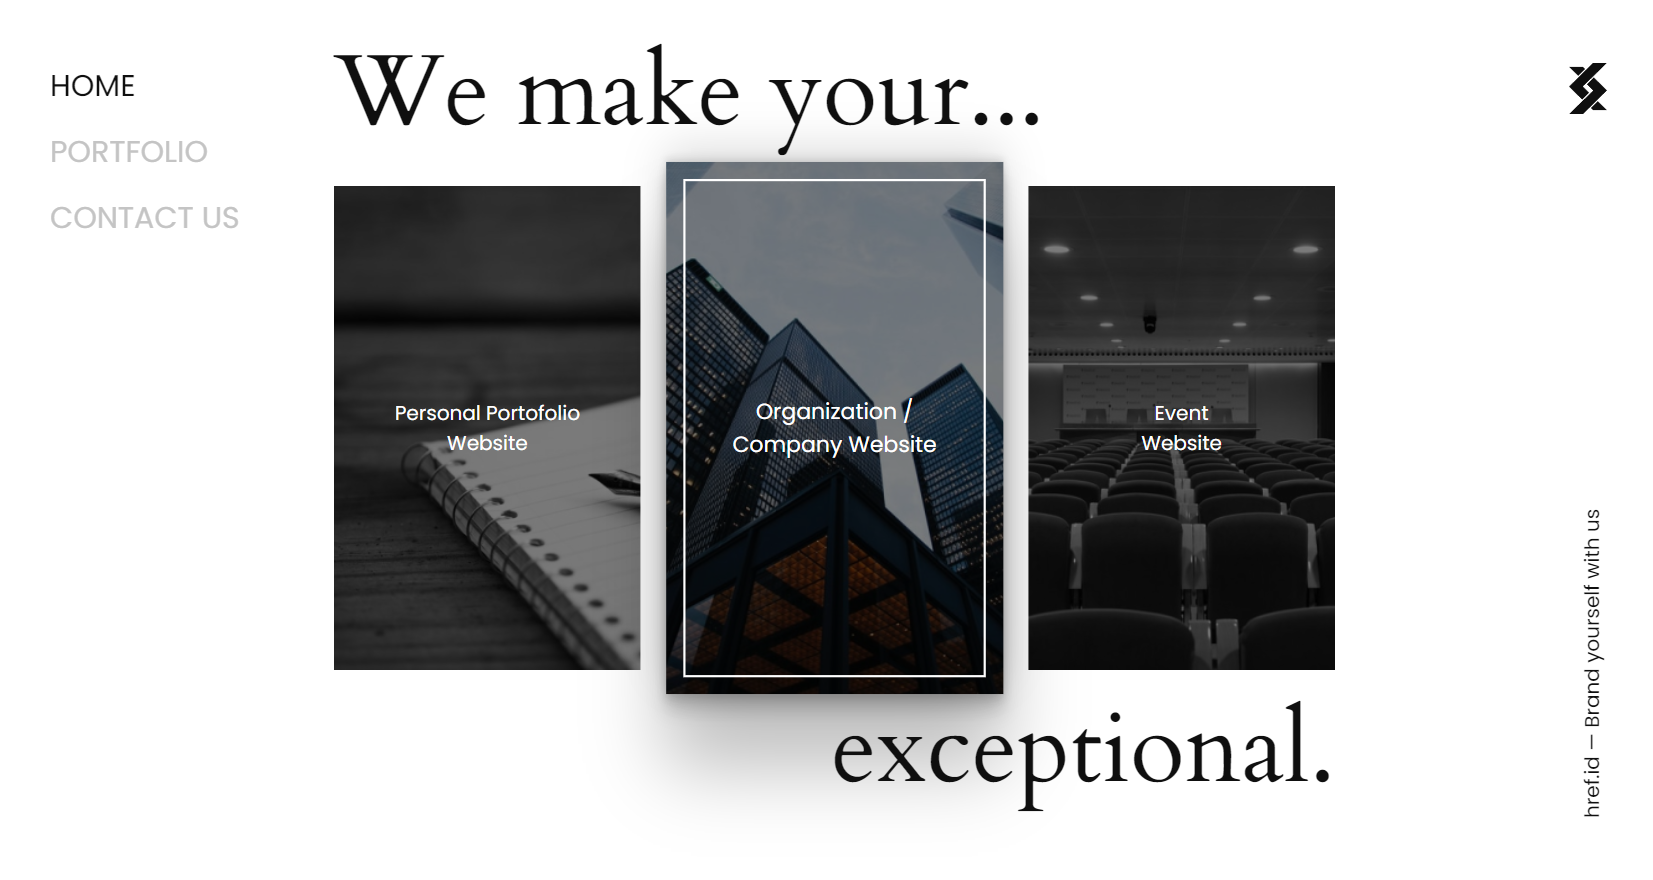 HOME
PORTFOLIO
CONTACT US
We make your...
Personal Portofolio
Website
Organization /
Company Website
Event
Website
exceptional.
href.id — Brand yourself with us